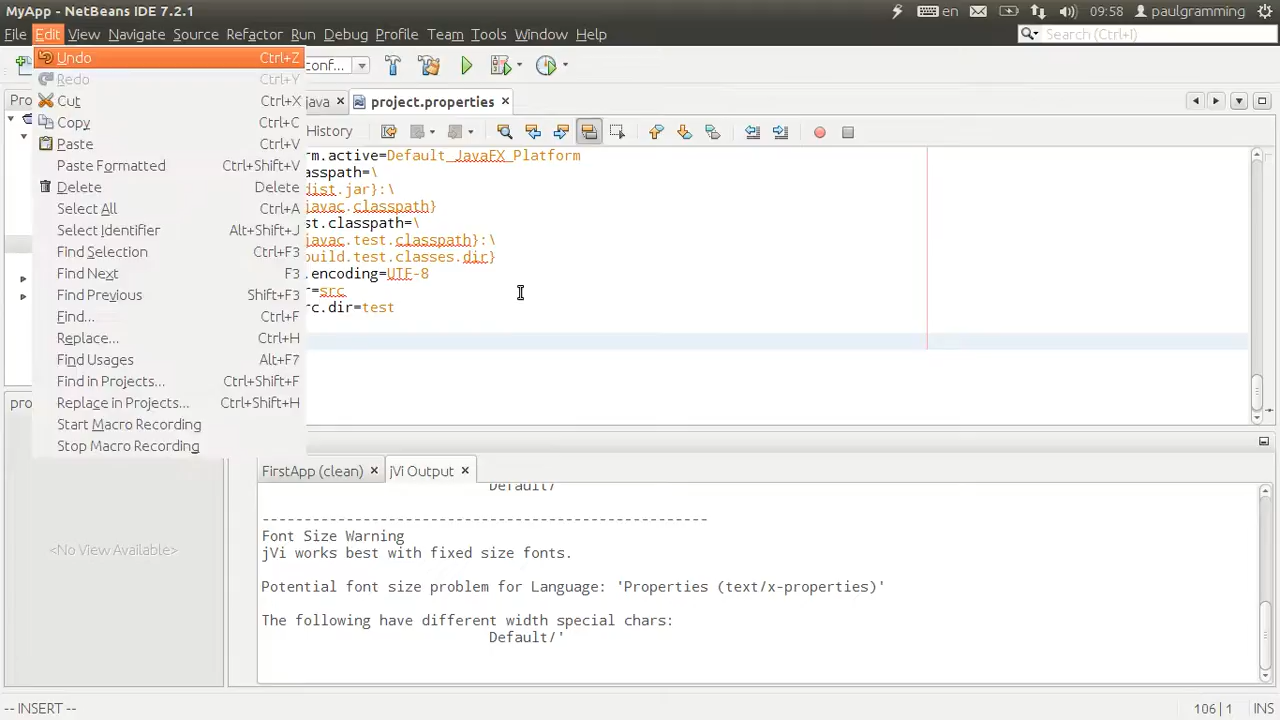 MyApp - NetBeans IDE 7.2.1
en
09:58
paulgramming
File Edit View Navigate Source Refactor Run Debug Profile Team Tools Window Help
Search (Ctrl+I)
Undo Ctrl+Z
Redo Ctrl+Y
Cut Ctrl+X
Copy Ctrl+C
Paste Ctrl+V
Paste Formatted Ctrl+Shift+V
Delete Delete
Select All Ctrl+A
Select Identifier Alt+Shift+J
Find Selection Ctrl+F3
Find Next F3
Find Previous Shift+F3
Find... Ctrl+F
Replace... Ctrl+H
Find Usages Alt+F7
Find in Projects... Ctrl+Shift+F
Replace in Projects... Ctrl+Shift+H
Start Macro Recording
Stop Macro Recording
conf...
Pro
java
project.properties
History
rm.active=Default_JavaFX_Platform
asspath=\
dist.jar}:\
javac.classpath}
st.classpath=\
javac.test.classpath}:\
build.test.classes.dir}
.encoding=UTF-8
r=src
rc.dir=test
pro
<No View Available>
FirstApp (clean)
jVi Output
Default/'
-----------------------------------------------------
Font Size Warning
jVi works best with fixed size fonts.
Potential font size problem for Language: 'Properties (text/x-properties)'
The following have different width special chars:
Default/'
-- INSERT --
106 | 1
INS